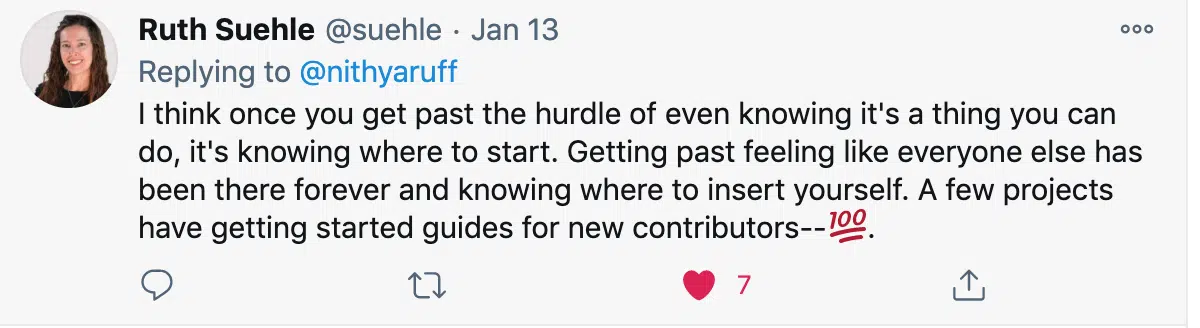 Ruth Suehle @suehle · Jan 13
Replying to @nithyaruff
I think once you get past the hurdle of even knowing it's a thing you can
do, it's knowing where to start. Getting past feeling like everyone else has
been there forever and knowing where to insert yourself. A few projects
have getting started guides for new contributors--💯.
7